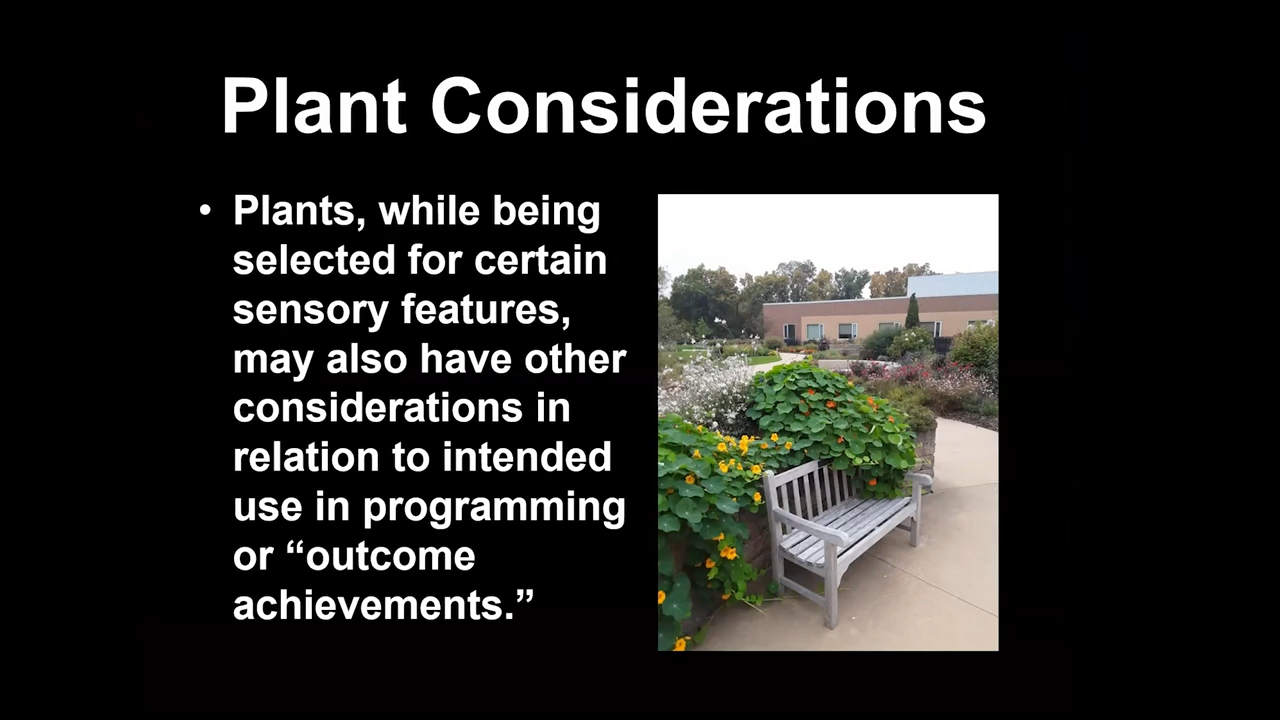 Plant Considerations
• Plants, while being
selected for certain
sensory features,
may also have other
considerations in
relation to intended
use in programming
or “outcome
achievements.”